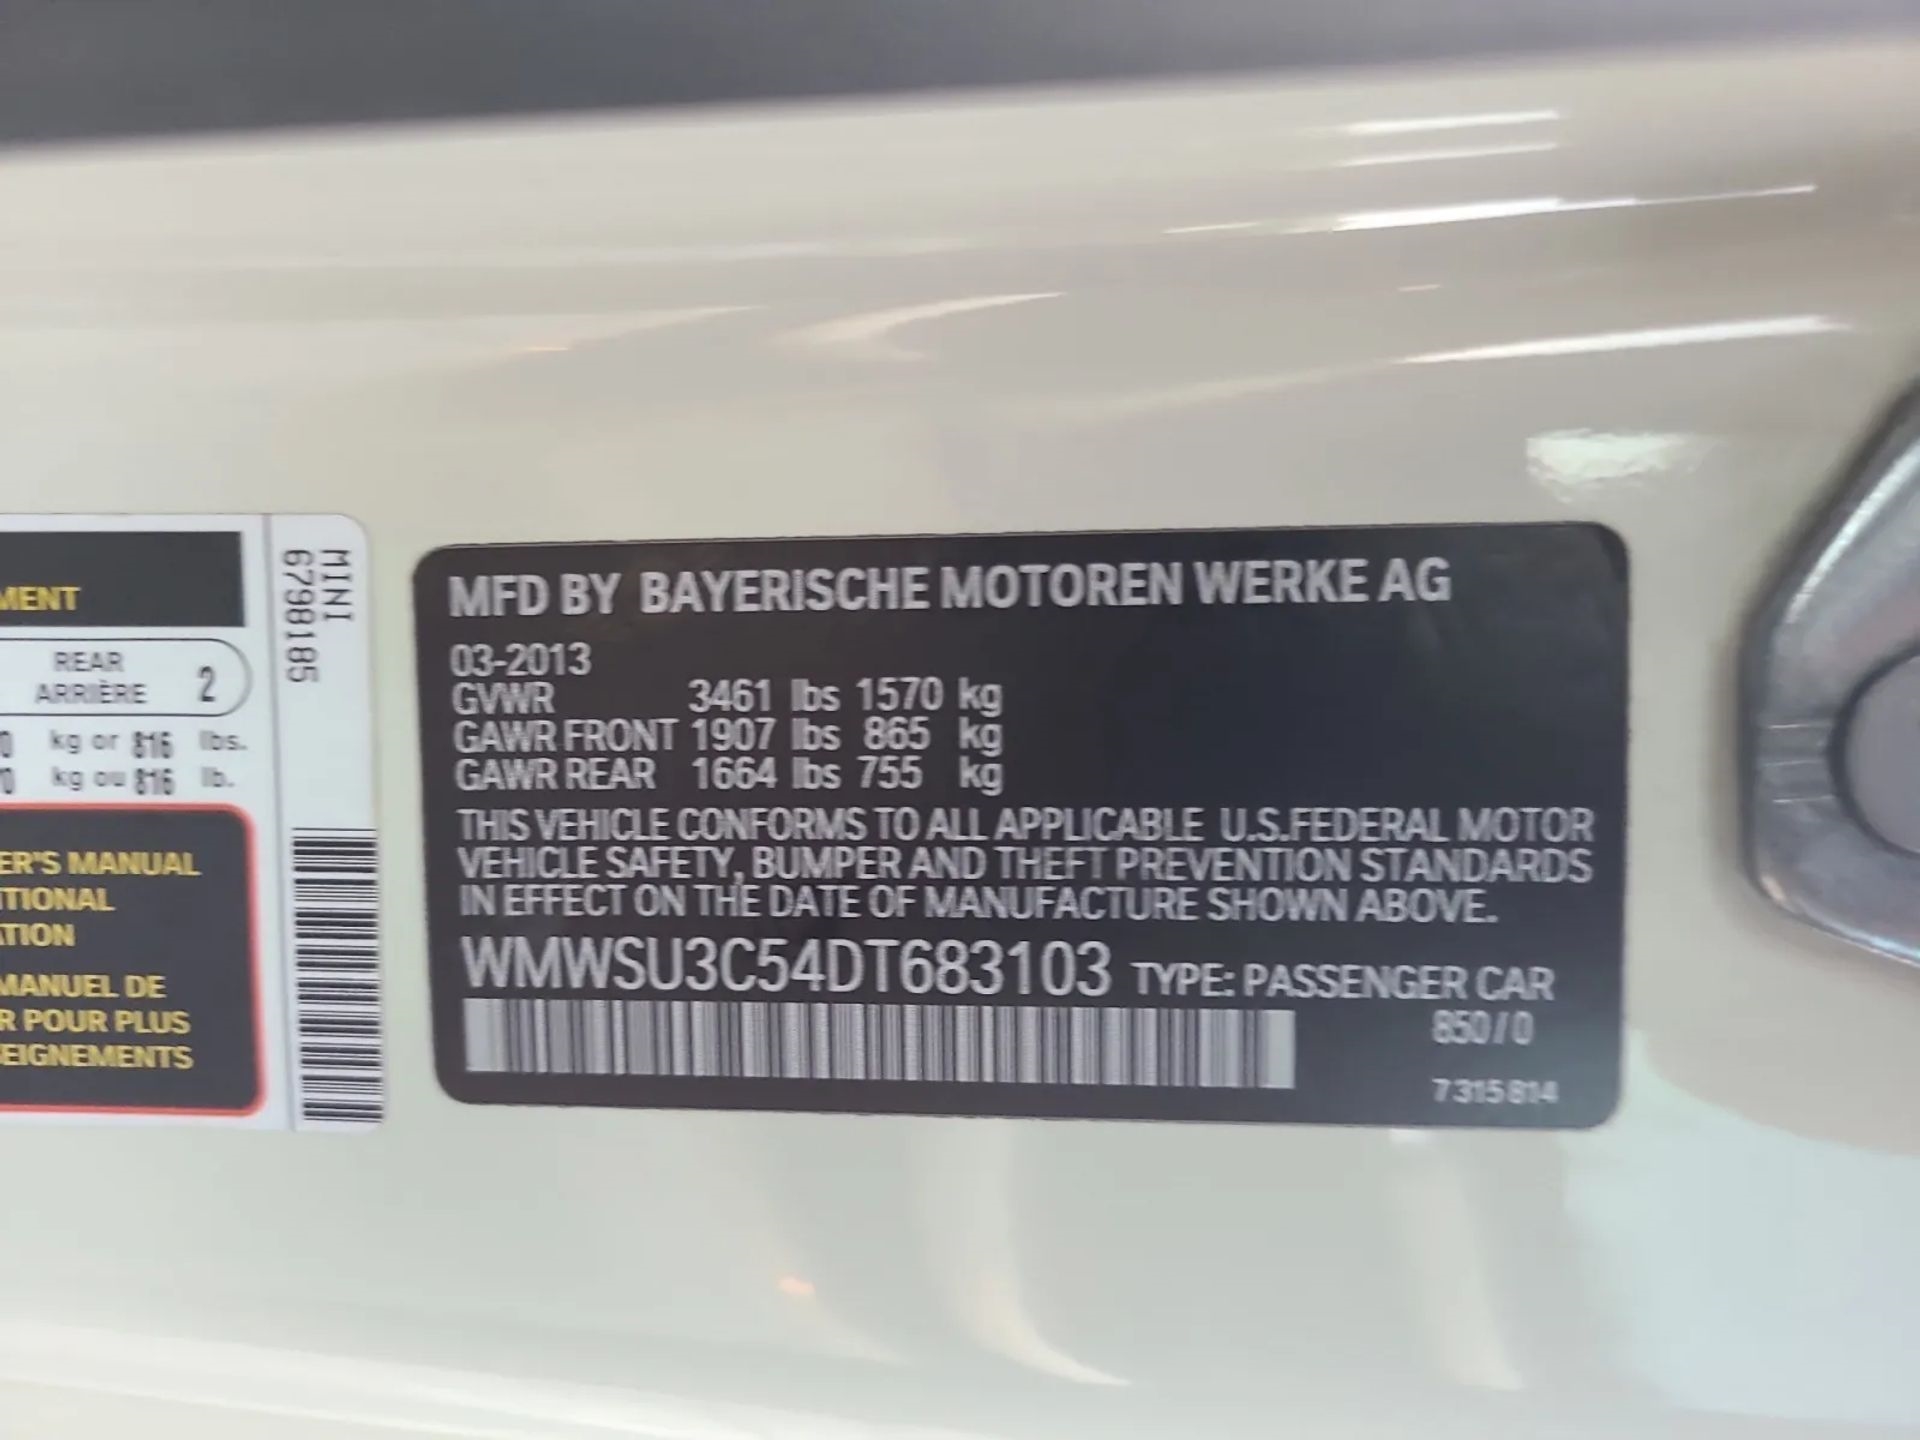 MENT
REAR
ARRIÈRE 2
0 kg or 816 lbs.
0 kg ou 816 lb.
ER'S MANUAL
ITIONAL
ATION
MANUEL DE
R POUR PLUS
SEIGNEMENTS
MINI
6798185
MFD BY BAYERISCHE MOTOREN WERKE AG
03-2013
GVWR 3461 lbs 1570 kg
GAWR FRONT 1907 lbs 865 kg
GAWR REAR 1664 lbs 755 kg
THIS VEHICLE CONFORMS TO ALL APPLICABLE U.S.FEDERAL MOTOR
VEHICLE SAFETY, BUMPER AND THEFT PREVENTION STANDARDS
IN EFFECT ON THE DATE OF MANUFACTURE SHOWN ABOVE.
WMWSU3C54DT683103 TYPE: PASSENGER CAR
850/0
7315814